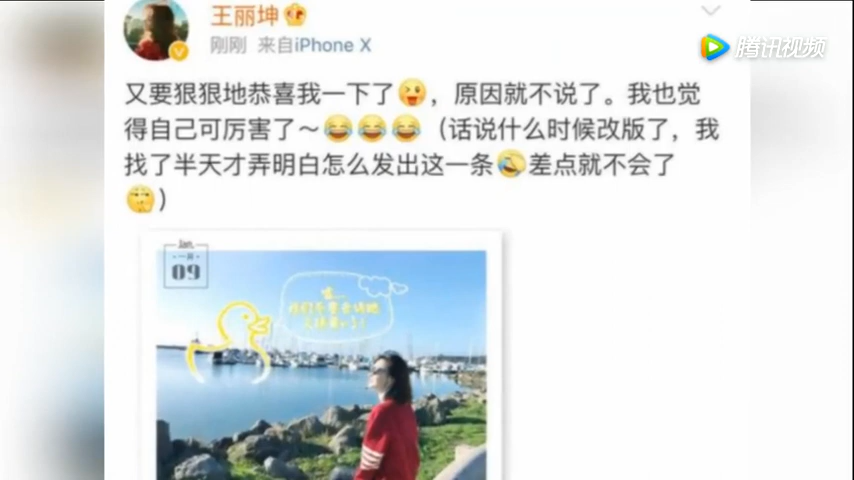 王丽坤
刚刚 来自iPhone X
腾讯视频
又要狠狠地恭喜我一下了，原因就不说了。我也觉
得自己可厉害了～（话说什么时候改版了，我
找了半天才弄明白怎么发出这一条差点就不会了
）
Jan.
09